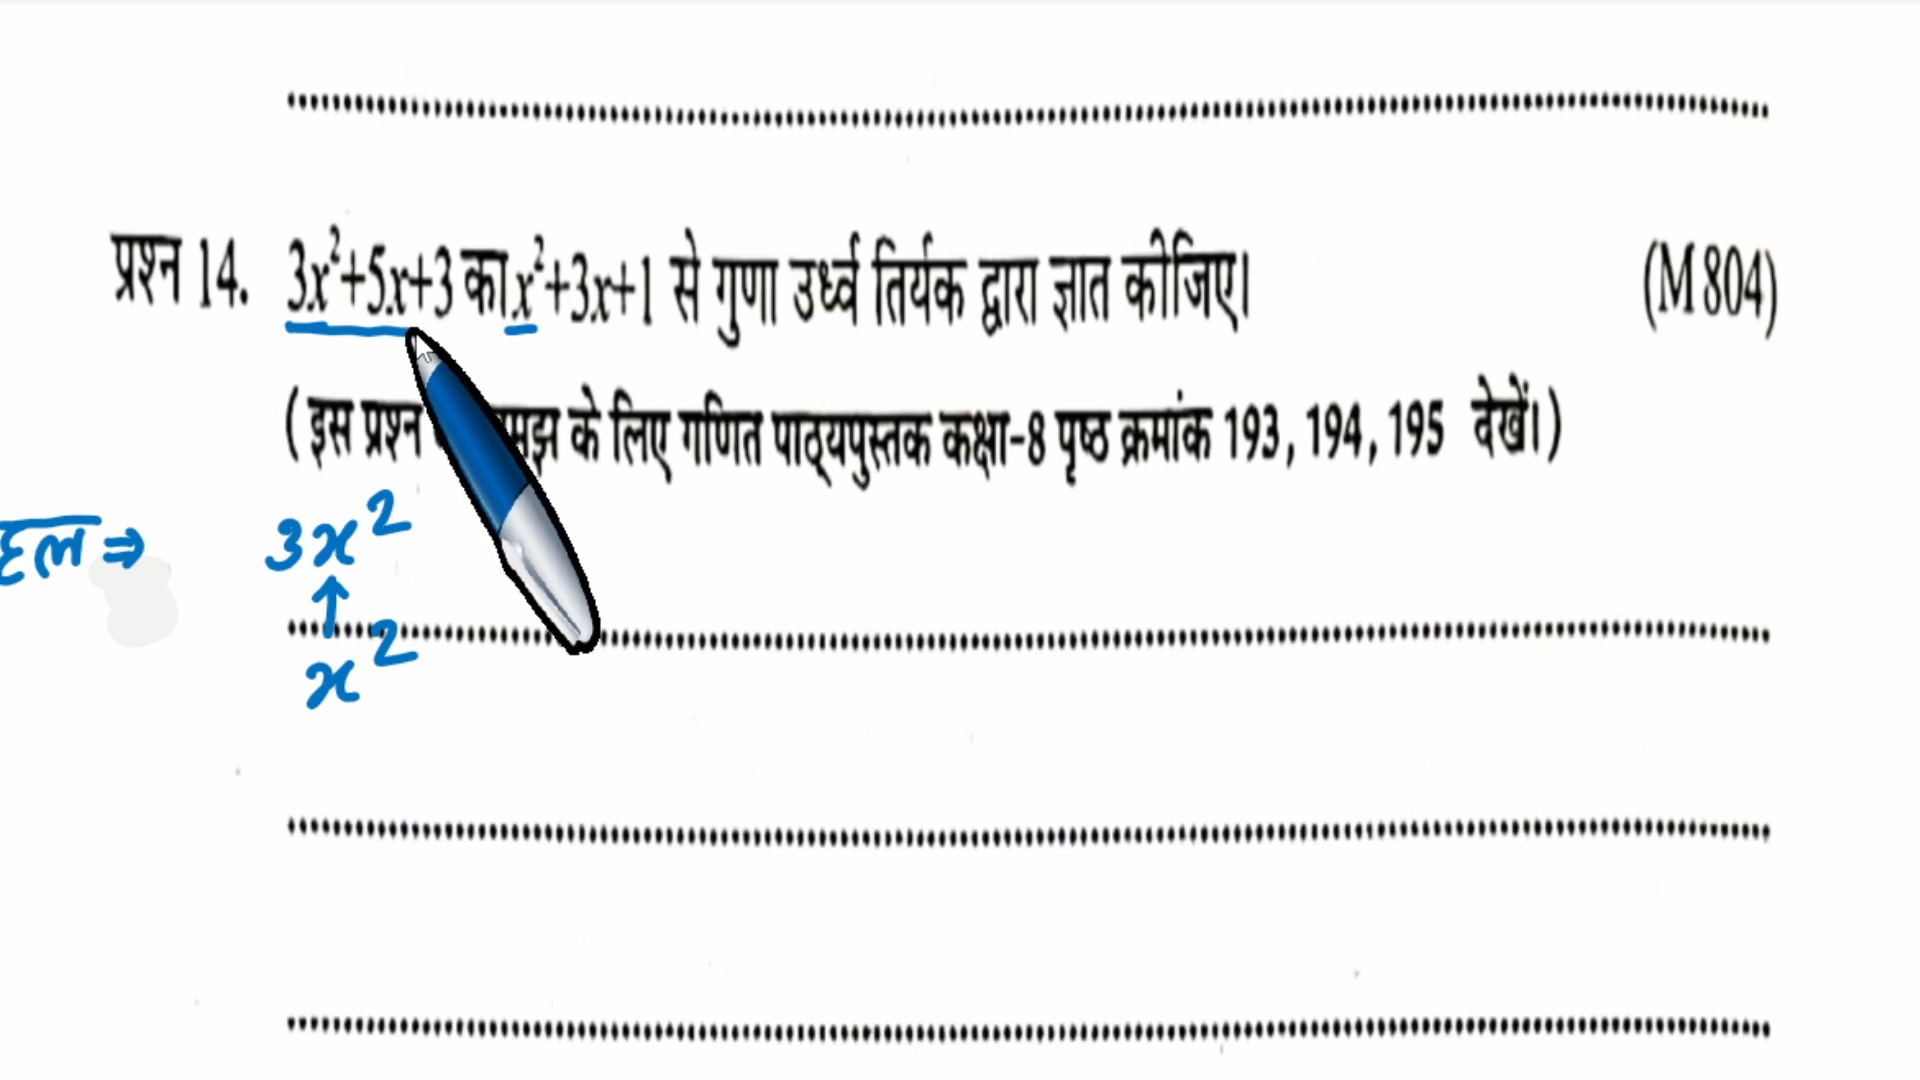 प्रश्न 14. 3x²+5x+3 का x²+3x+1 से गुणा उर्ध्व तिर्यक द्वारा ज्ञात कीजिए। (M 804)
( इस प्रश्न के लिए गणित पाठ्यपुस्तक कक्षा-8 पृष्ठ क्रमांक 193, 194, 195 देखें। )
हल ⇒ 3x²
↑
x²